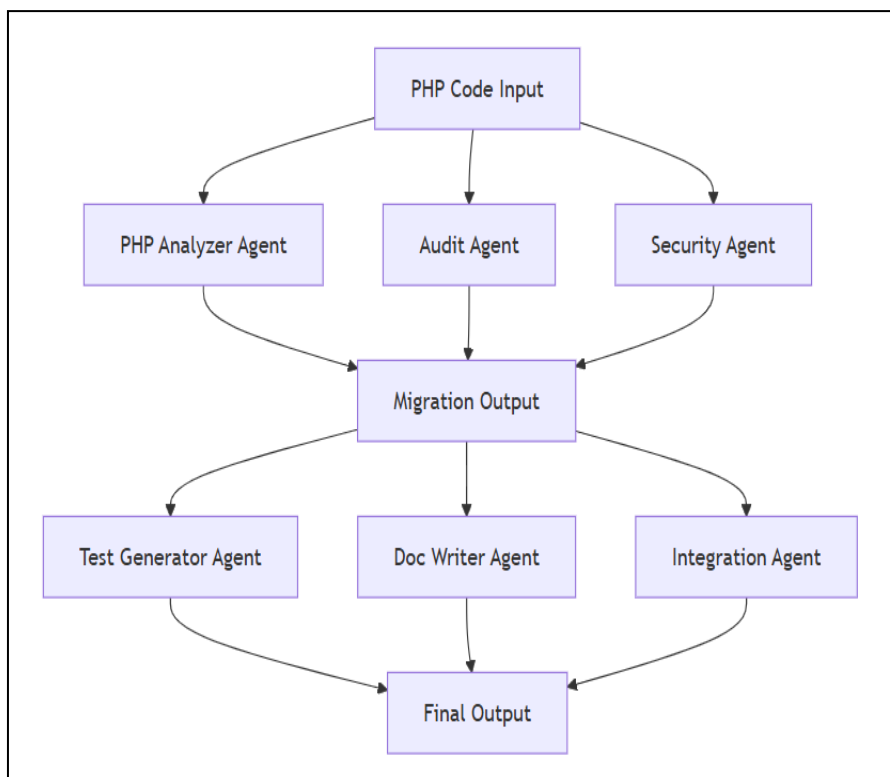 PHP Code Input
PHP Analyzer Agent
Audit Agent
Security Agent
Migration Output
Test Generator Agent
Doc Writer Agent
Integration Agent
Final Output